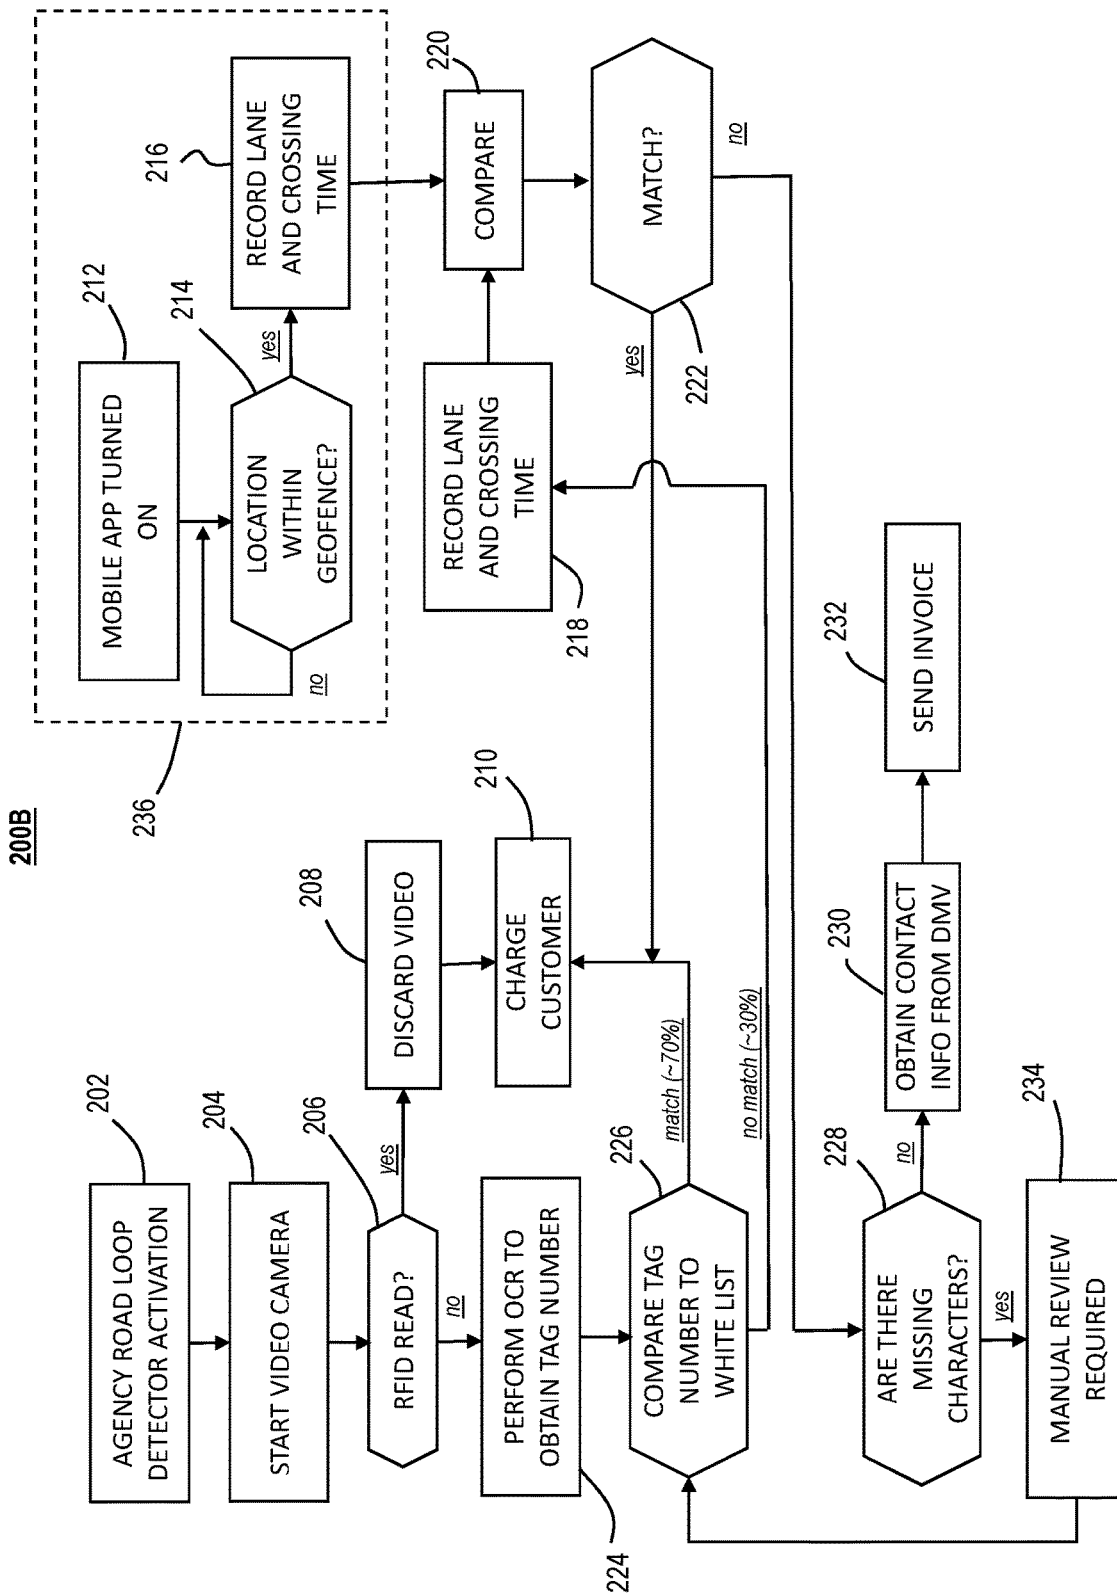 200B
202
AGENCY ROAD LOOP
DETECTOR ACTIVATION
204
START VIDEO CAMERA
206
RFID READ?
yes
no
208
DISCARD VIDEO
210
CHARGE
CUSTOMER
PERFORM OCR TO
OBTAIN TAG NUMBER
224
226
COMPARE TAG
NUMBER TO
WHITE LIST
match (~70%)
no match (~30%)
228
ARE THERE
MISSING
CHARACTERS?
no
yes
230
OBTAIN CONTACT
INFO FROM DMV
232
SEND INVOICE
234
MANUAL REVIEW
REQUIRED
236
212
MOBILE APP TURNED
ON
214
LOCATION
WITHIN
GEOFENCE?
no
yes
216
RECORD LANE
AND CROSSING
TIME
218
RECORD LANE
AND CROSSING
TIME
220
COMPARE
222
MATCH?
yes
no